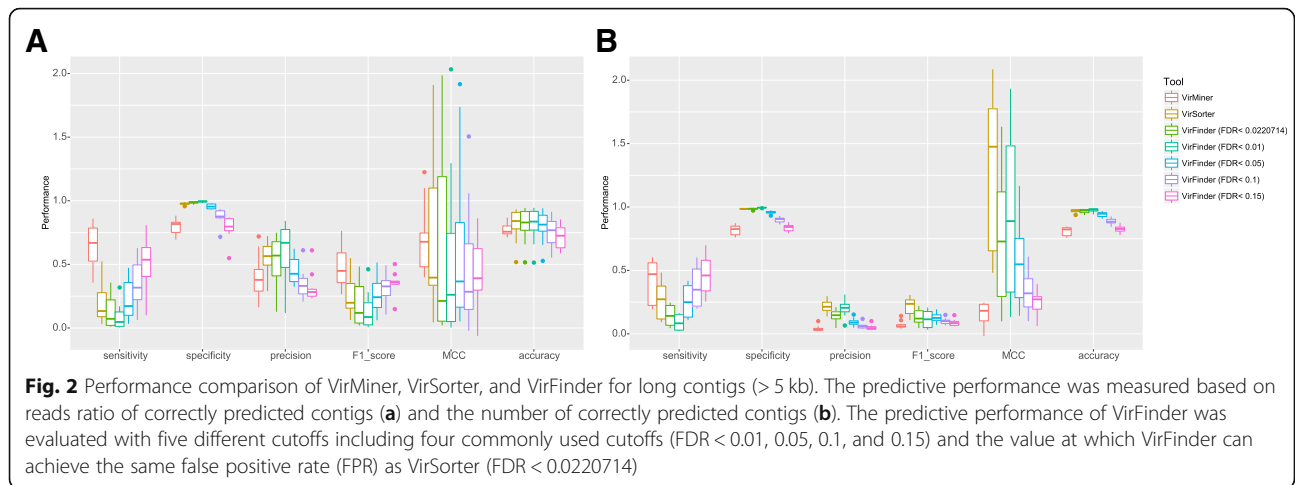 A
B
2.0
1.5
1.0
0.5
0.0
Performance
sensitivity
specificity
precision
F1_score
MCC
accuracy
2.0
1.5
1.0
0.5
0.0
Performance
sensitivity
specificity
precision
F1_score
MCC
accuracy
Tool
VirMiner
VirSorter
VirFinder (FDR< 0.0220714)
VirFinder (FDR< 0.01)
VirFinder (FDR< 0.05)
VirFinder (FDR< 0.1)
VirFinder (FDR< 0.15)
Fig. 2 Performance comparison of VirMiner, VirSorter, and VirFinder for long contigs (> 5 kb). The predictive performance was measured based on
reads ratio of correctly predicted contigs (a) and the number of correctly predicted contigs (b). The predictive performance of VirFinder was
evaluated with five different cutoffs including four commonly used cutoffs (FDR < 0.01, 0.05, 0.1, and 0.15) and the value at which VirFinder can
achieve the same false positive rate (FPR) as VirSorter (FDR < 0.0220714)